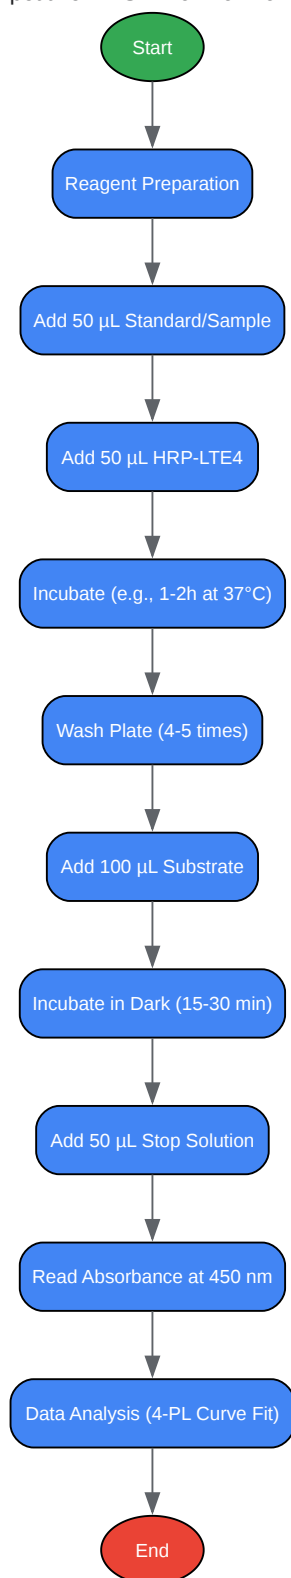 Start
Reagent Preparation
Add 50 µL Standard/Sample
Add 50 µL HRP-LTE4
Incubate (e.g., 1-2h at 37°C)
Wash Plate (4-5 times)
Add 100 µL Substrate
Incubate in Dark (15-30 min)
Add 50 µL Stop Solution
Read Absorbance at 450 nm
Data Analysis (4-PL Curve Fit)
End